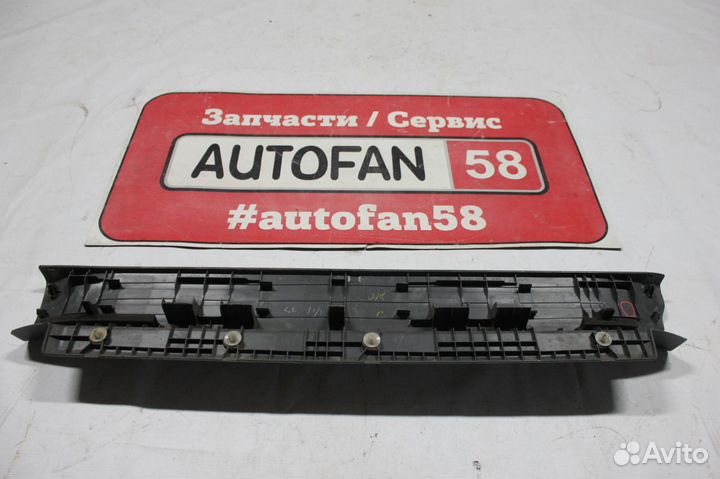 Запчасти / Сервис
AUTOFAN 58
#autofan58
Avito